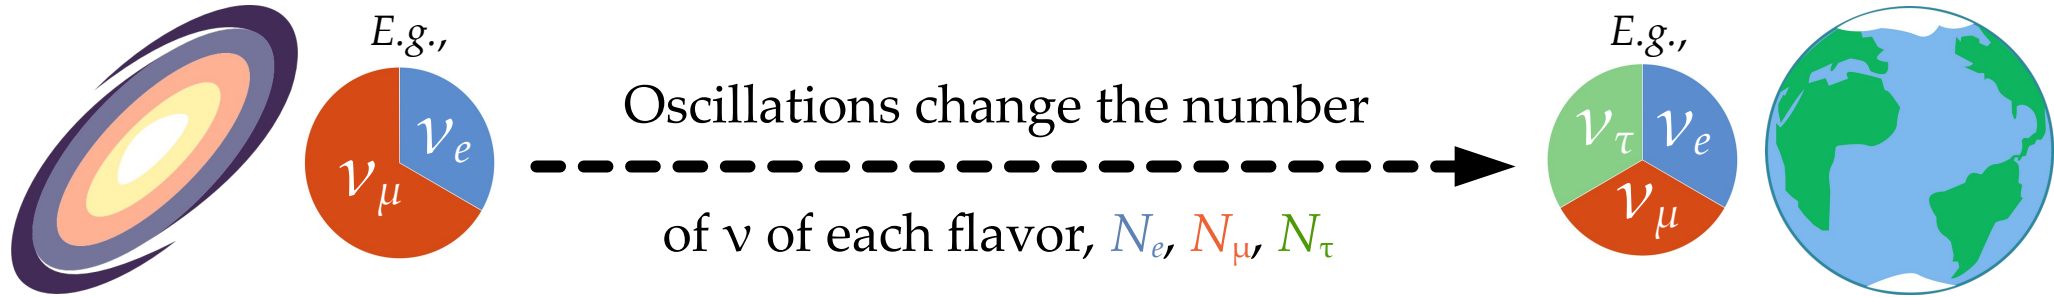 E.g.,
ν_e
ν_μ
Oscillations change the number
of ν of each flavor, N_e, N_μ, N_τ
E.g.,
ν_τ ν_e
ν_μ